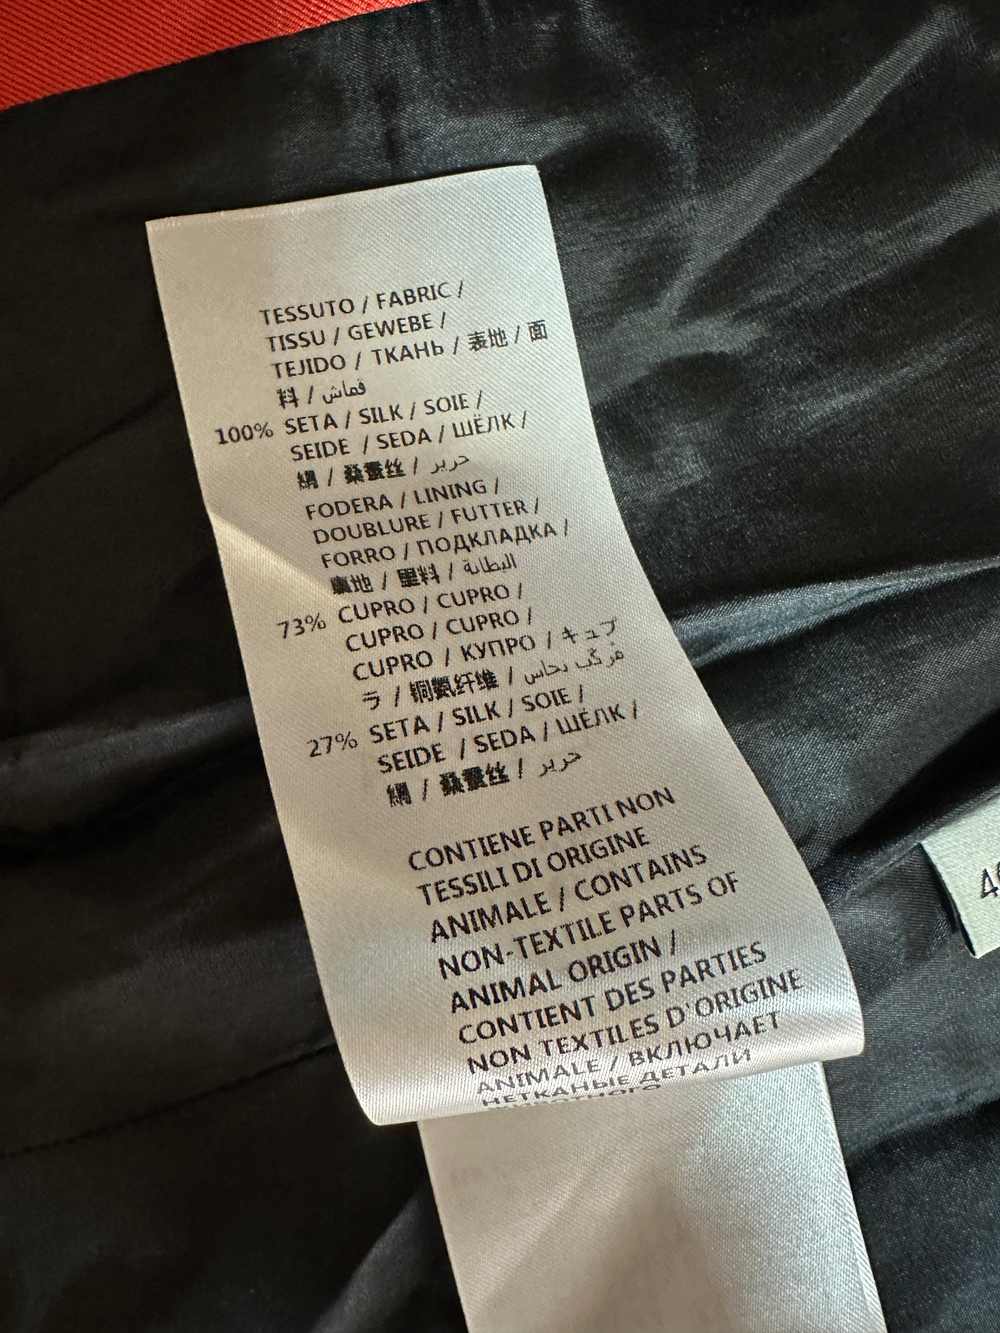 TESSUTO / FABRIC /
TISSU / GEWEBE /
TEJIDO / ТКАНЬ / 表地 / 面
料 / قماش
100% SETA / SILK / SOIE /
SEIDE / SEDA / ШЁЛК /
絹 / 桑蚕丝 / حرير
FODERA / LINING /
DOUBLURE / FUTTER /
FORRO / ПОДКЛАДКА /
裏地 / 里料 / البطانة
73% CUPRO / CUPRO /
CUPRO / CUPRO /
CUPRO / КУПРО / キュプ
ラ / 铜氨纤维 / مركب نحاس
27% SETA / SILK / SOIE /
SEIDE / SEDA / ШЁЛК /
絹 / 桑蚕丝 / حرير
CONTIENE PARTI NON
TESSILI DI ORIGINE
ANIMALE / CONTAINS
NON-TEXTILE PARTS OF
ANIMAL ORIGIN /
CONTIENT DES PARTIES
NON TEXTILES D'ORIGINE
ANIMALE / ВКЛЮЧАЕТ
НЕТКАНЫЕ ДЕТАЛИ